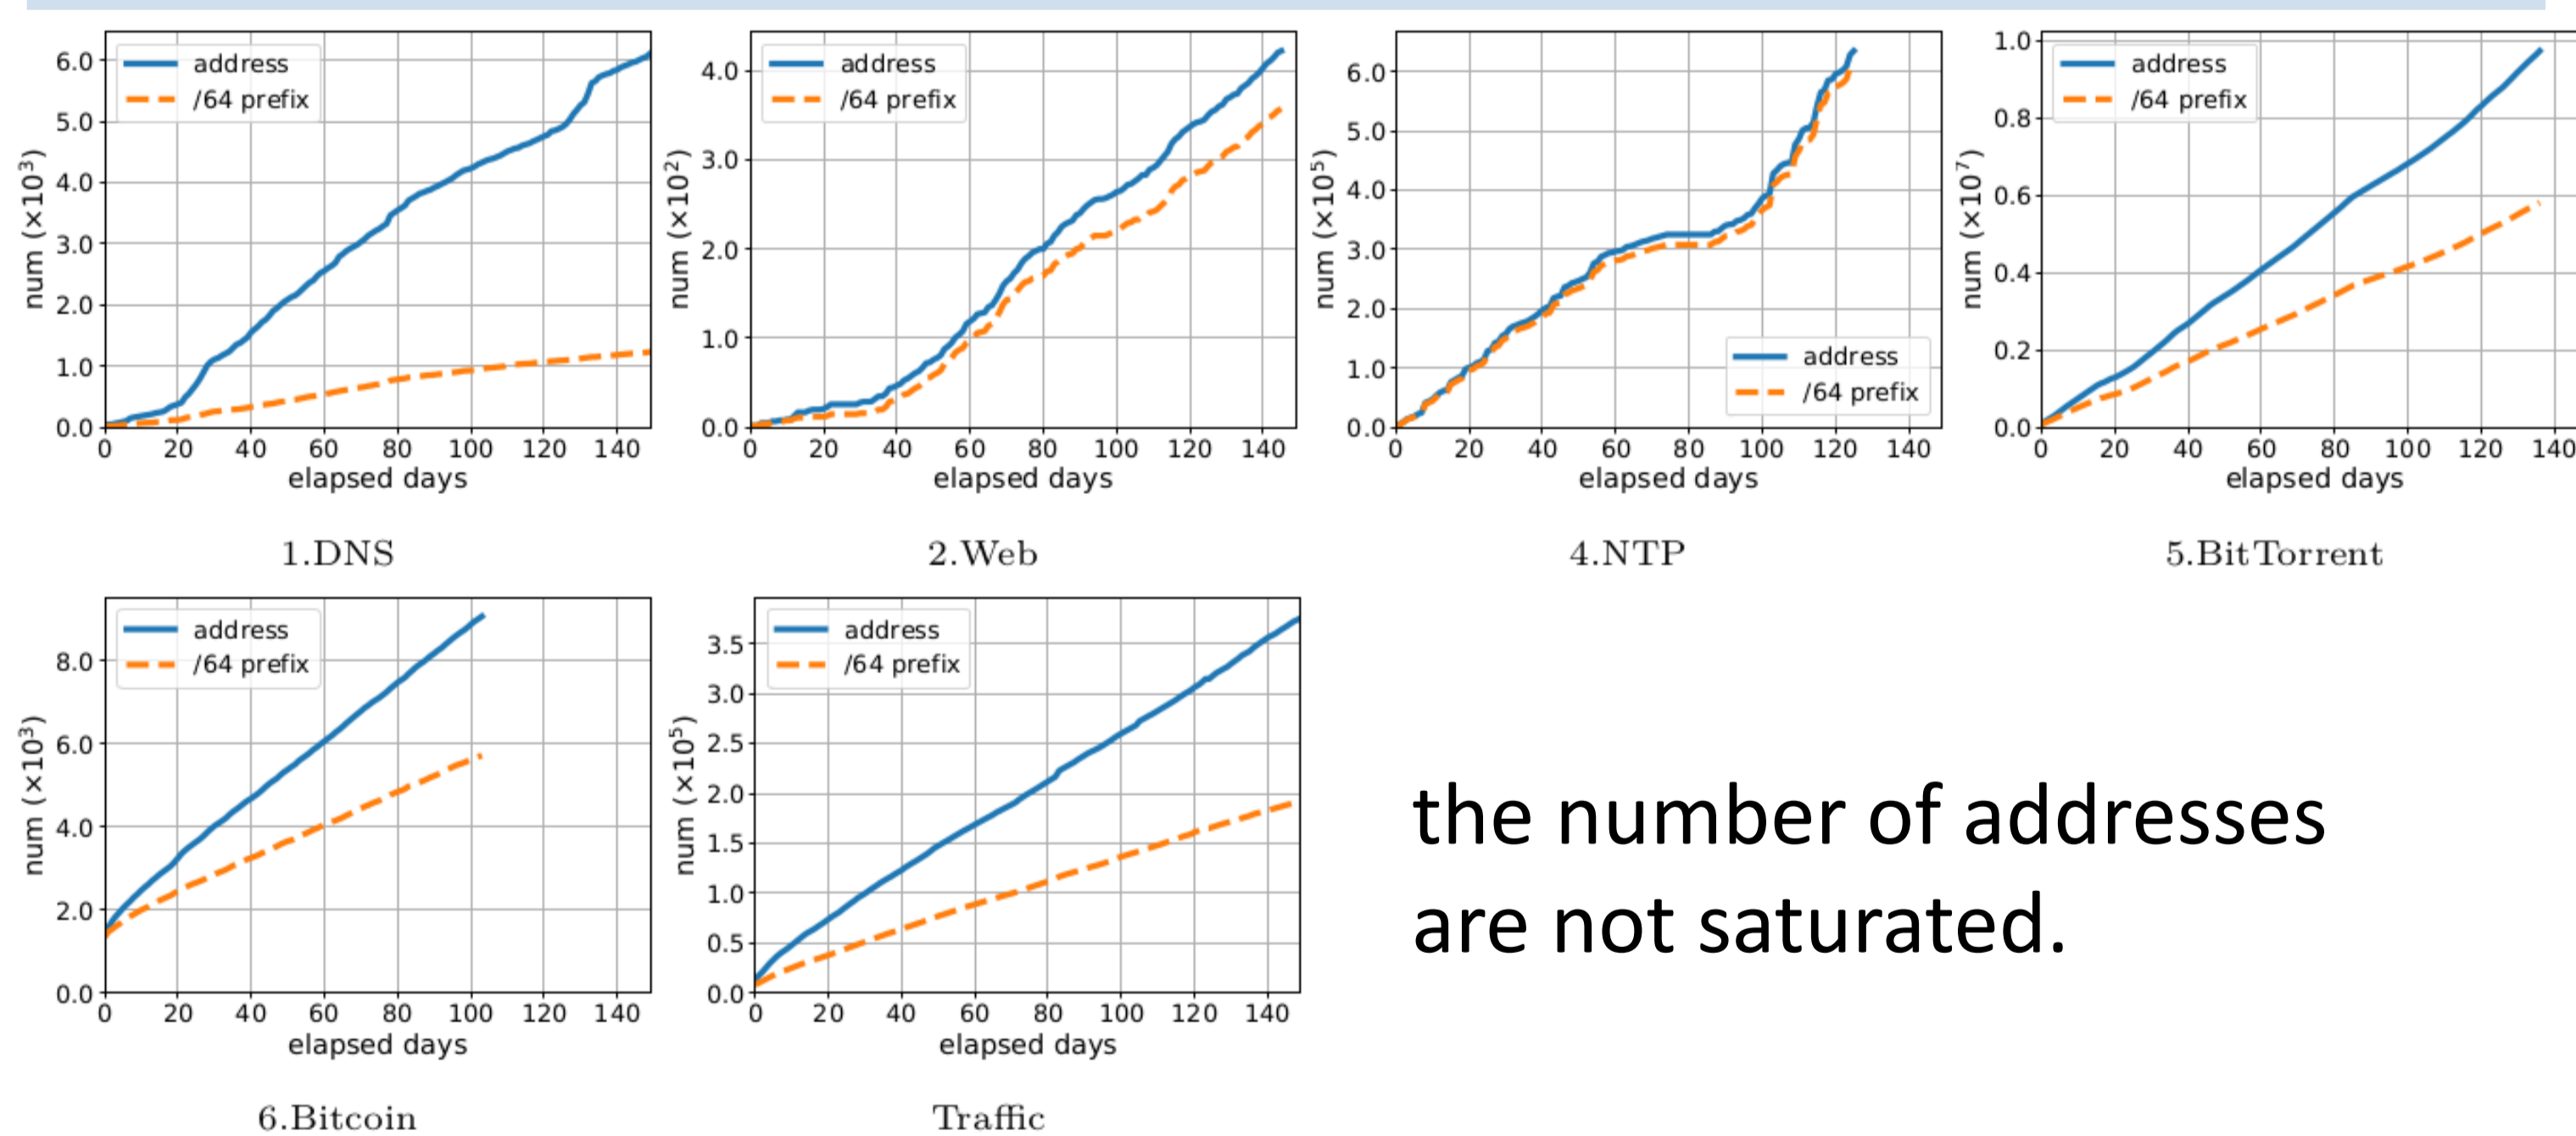 address
/64 prefix
6.0
5.0
4.0
3.0
2.0
1.0
0.0
num (×10³)
0 20 40 60 80 100 120 140
elapsed days
1.DNS
address
/64 prefix
4.0
3.0
2.0
1.0
0.0
num (×10²)
0 20 40 60 80 100 120 140
elapsed days
2.Web
6.0
5.0
4.0
3.0
2.0
1.0
0.0
num (×10⁵)
address
/64 prefix
0 20 40 60 80 100 120 140
elapsed days
4.NTP
address
/64 prefix
1.0
0.8
0.6
0.4
0.2
0.0
num (×10⁷)
0 20 40 60 80 100 120 140
elapsed days
5.BitTorrent
address
/64 prefix
8.0
6.0
4.0
2.0
0.0
num (×10³)
0 20 40 60 80 100 120 140
elapsed days
6.Bitcoin
address
/64 prefix
3.5
3.0
2.5
2.0
1.5
1.0
0.5
0.0
num (×10⁵)
0 20 40 60 80 100 120 140
elapsed days
Traffic
the number of addresses
are not saturated.